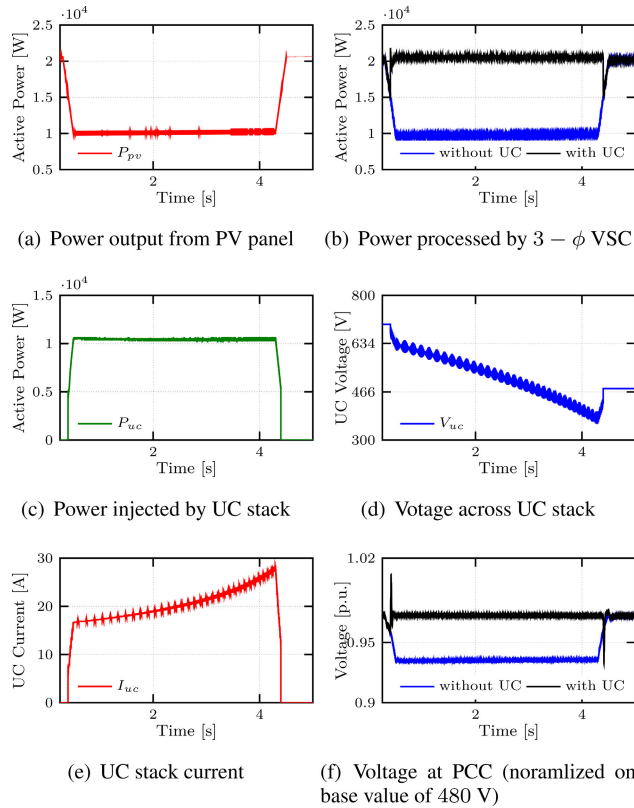 ·10⁴
·10⁴
Active Power [W]
2.5
2
1.5
1
0.5
P_pv
2
4
Time [s]
Active Power [W]
2.5
2
1.5
1
0.5
without UC
with UC
2
4
Time [s]
(a) Power output from PV panel
(b) Power processed by 3 − ϕ VSC
·10⁴
Active Power [W]
1.5
1
0.5
0
P_uc
2
4
Time [s]
UC Voltage [V]
800
634
466
300
V_uc
2
4
Time [s]
(c) Power injected by UC stack
(d) Votage across UC stack
UC Current [A]
30
20
10
0
I_uc
2
4
Time [s]
Voltage [p.u.]
1.02
0.95
0.9
without UC
with UC
2
4
Time [s]
(e) UC stack current
(f) Voltage at PCC (noramlized on
base value of 480 V)